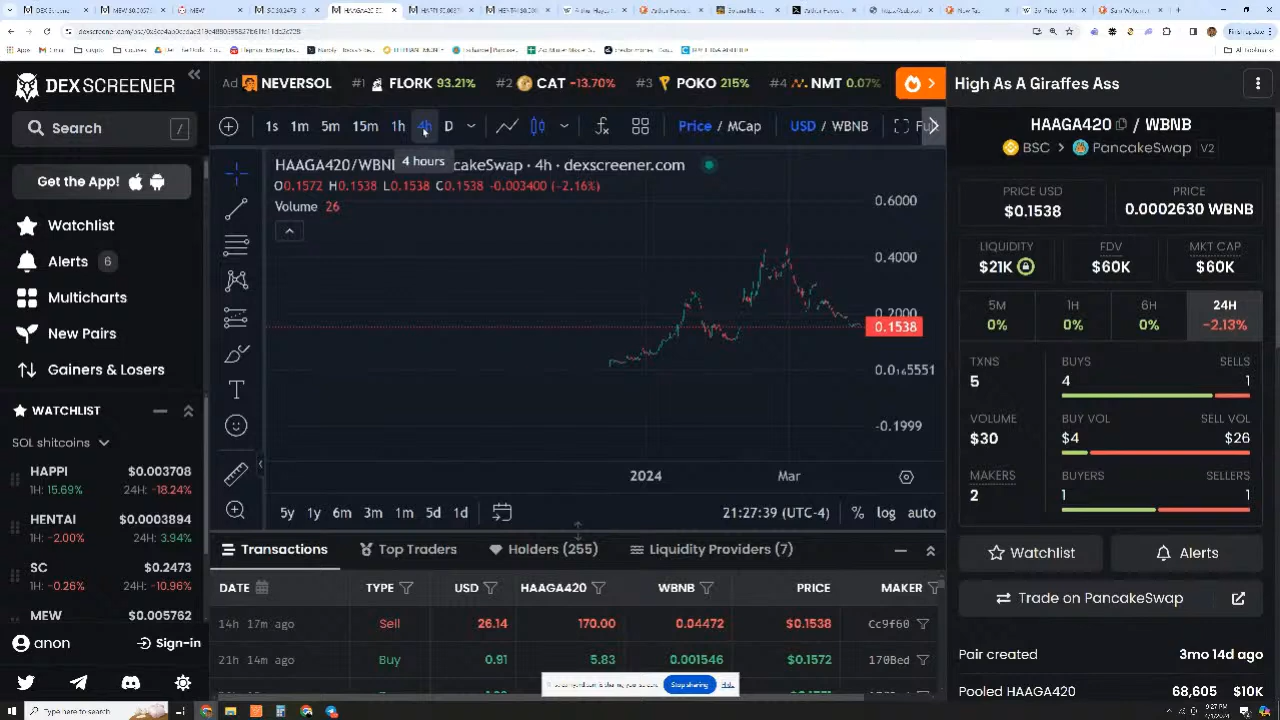 DEX SCREENER
Search /
Get the App!
Watchlist
Alerts 6
Multicharts
New Pairs
Gainers & Losers
WATCHLIST
SOL shitcoins
HAPPI $0.003708
1H: 15.69% 24H: -18.24%
HENTAI $0.0003894
1H: -2.00% 24H: 3.94%
SC $0.2473
1H: -0.26% 24H: -10.96%
MEW $0.005762
anon Sign-in
Ad NEVERSOL #1 FLORK 93.21% #2 CAT -13.70% #3 POKO 215% #4 NMT 0.07%
1s 1m 5m 15m 1h 4h D Price / MCap USD / WBNB
4 hours
HAAGA420/WBN
cakeSwap · 4h · dexscreener.com
O0.1572 H0.1538 L0.1538 C0.1538 -0.003400 (-2.16%)
Volume 26
0.6000
0.4000
0.2000
0.1538
0.0₁₆5551
-0.1999
2024 Mar
5y 1y 6m 3m 1m 5d 1d 21:27:39 (UTC-4) % log auto
Transactions Top Traders Holders (255) Liquidity Providers (7)
DATE TYPE USD HAAGA420 WBNB PRICE MAKER
14h 17m ago Sell 26.14 170.00 0.04472 $0.1538 Cc9f60
21h 14m ago Buy 0.91 5.83 0.001546 $0.1572 170Bed
Stop sharing
High As A Giraffes Ass
HAAGA420 / WBNB
BSC > PancakeSwap V2
PRICE USD PRICE
$0.1538 0.0002630 WBNB
LIQUIDITY FDV MKT CAP
$21K $60K $60K
5M 1H 6H 24H
0% 0% 0% -2.13%
TXNS BUYS SELLS
5 4 1
VOLUME BUY VOL SELL VOL
$30 $4 $26
MAKERS BUYERS SELLERS
2 1 1
Watchlist Alerts
Trade on PancakeSwap
Pair created 3mo 14d ago
Pooled HAAGA420 68,605 $10K
Type here to search